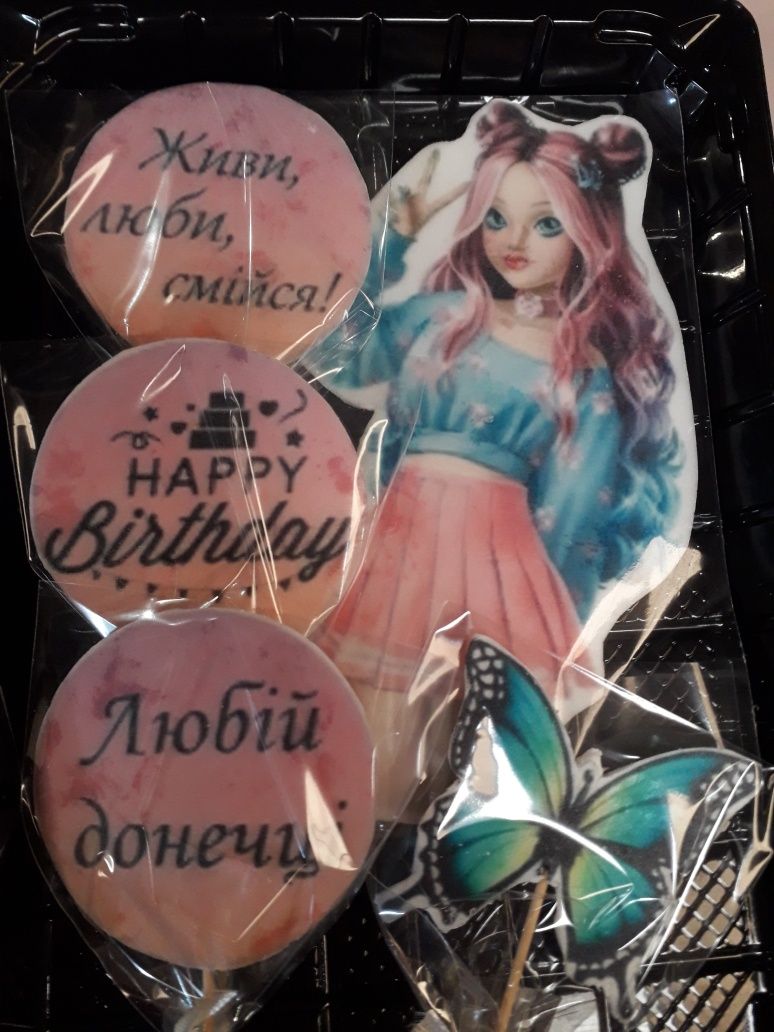 Живи,
люби,
смійся!
HAPPY
Birthday
Любій
донечці